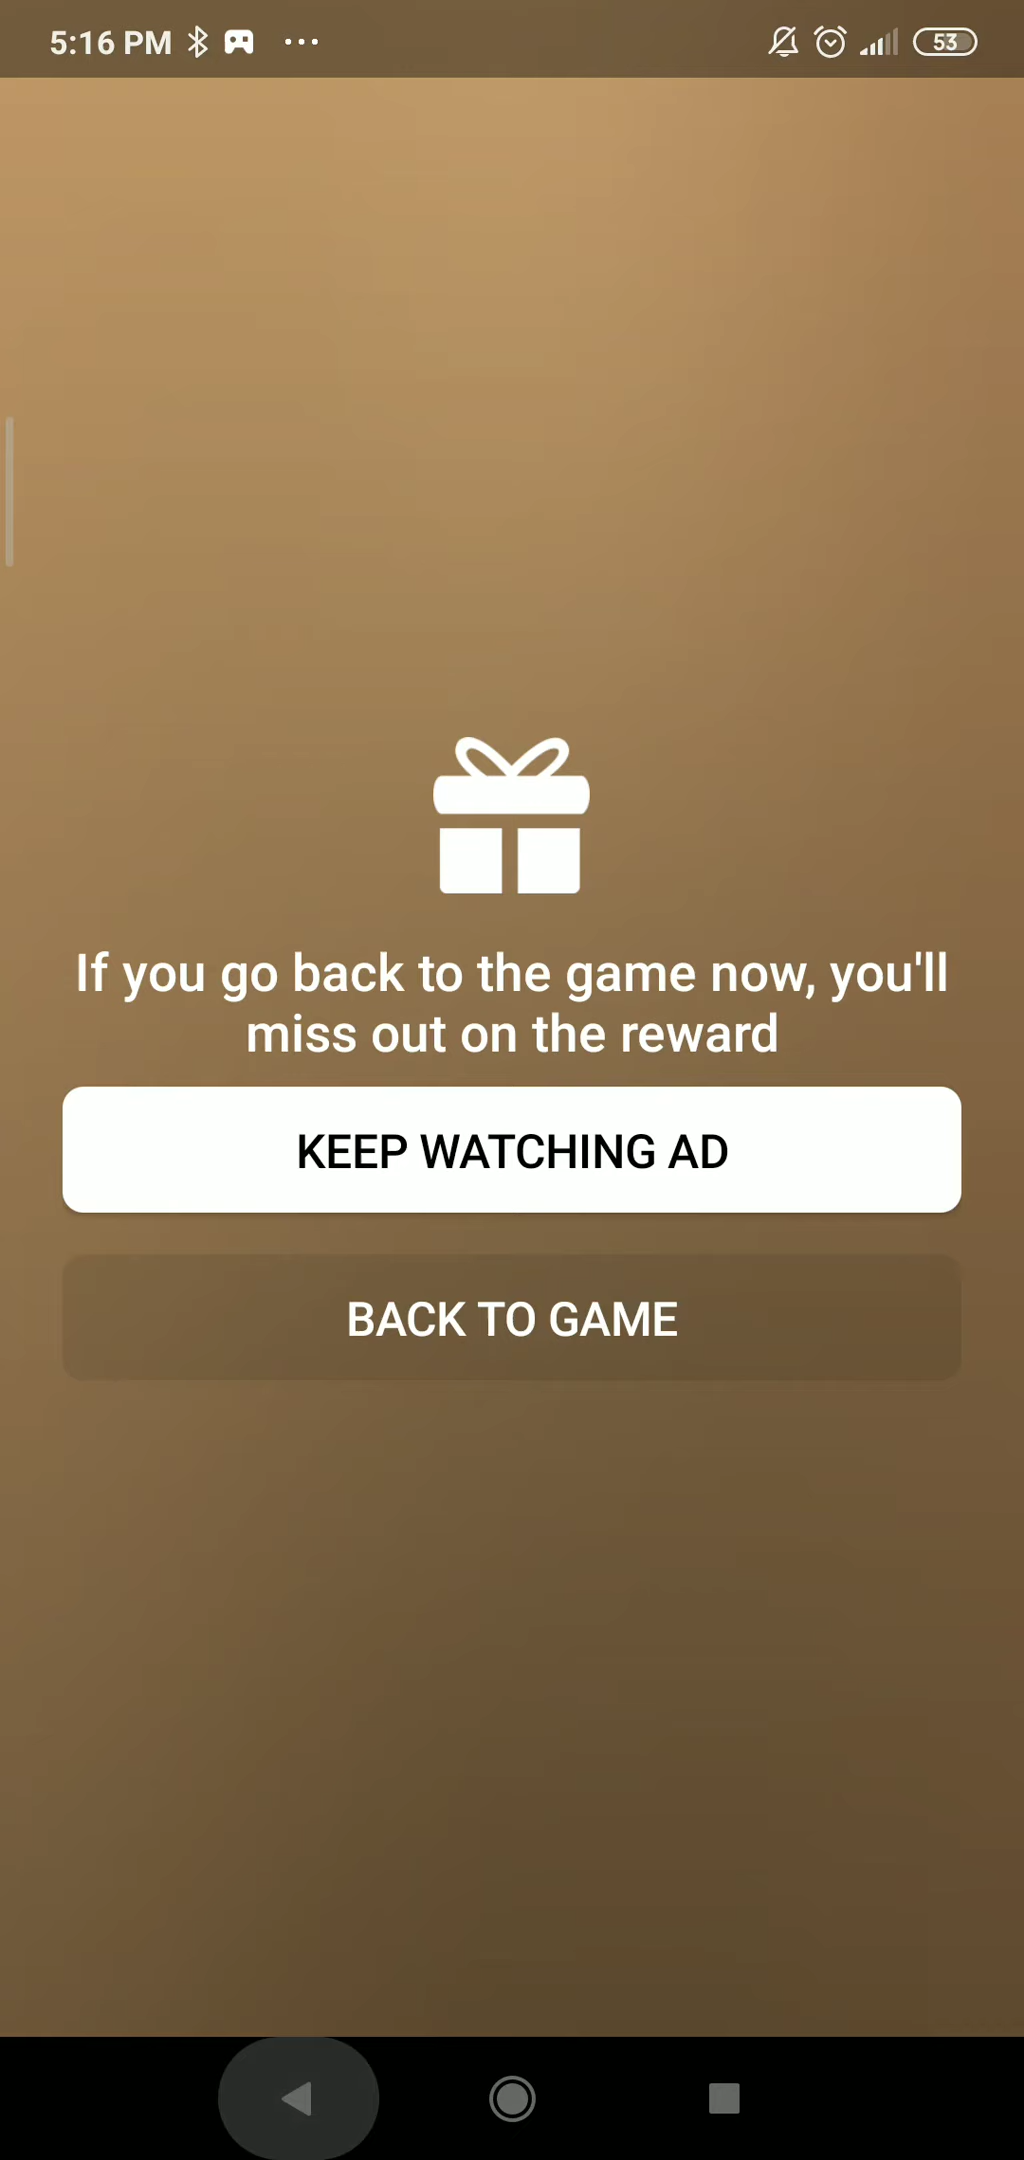 5:16 PM
53
If you go back to the game now, you'll
miss out on the reward
KEEP WATCHING AD
BACK TO GAME